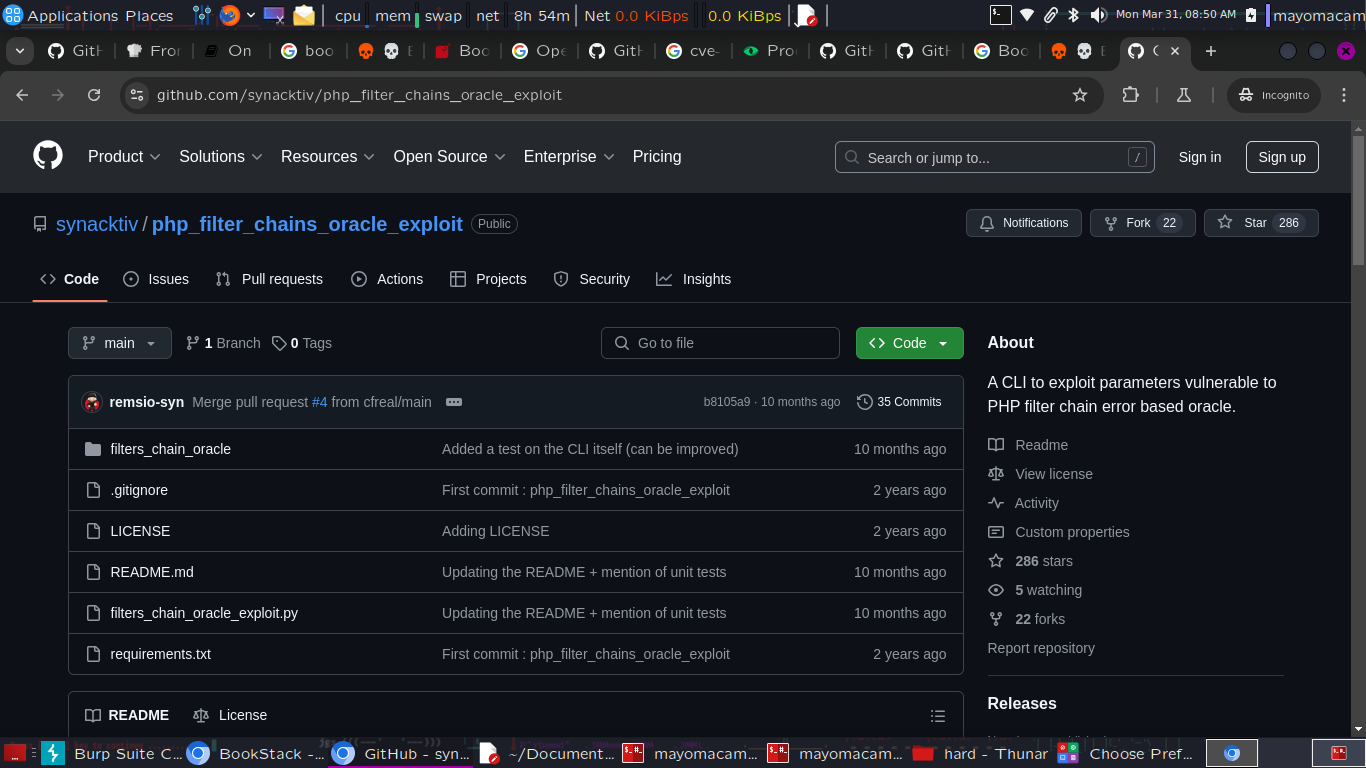 Applications Places cpu mem swap net 8h 54m Net 0.0 KiBps 0.0 KiBps Mon Mar 31, 08:50 AM mayomacam
GitH Fron On boo Boo Ope GitH cve- Proc GitH GitH Boo
github.com/synacktiv/php_filter_chains_oracle_exploit Incognito
Product Solutions Resources Open Source Enterprise Pricing Search or jump to... / Sign in Sign up
synacktiv / php_filter_chains_oracle_exploit Public Notifications Fork 22 Star 286
Code Issues Pull requests Actions Projects Security Insights
main 1 Branch 0 Tags Go to file Code
About
A CLI to exploit parameters vulnerable to
PHP filter chain error based oracle.
remsio-syn Merge pull request #4 from cfreal/main b8105a9 · 10 months ago 35 Commits
filters_chain_oracle Added a test on the CLI itself (can be improved) 10 months ago
.gitignore First commit : php_filter_chains_oracle_exploit 2 years ago
LICENSE Adding LICENSE 2 years ago
README.md Updating the README + mention of unit tests 10 months ago
filters_chain_oracle_exploit.py Updating the README + mention of unit tests 10 months ago
requirements.txt First commit : php_filter_chains_oracle_exploit 2 years ago
Readme
View license
Activity
Custom properties
286 stars
5 watching
22 forks
Report repository
README License
Releases
Burp Suite C... BookStack -... GitHub - syn... ~/Document... mayomacam... mayomacam... hard - Thunar Choose Pref...